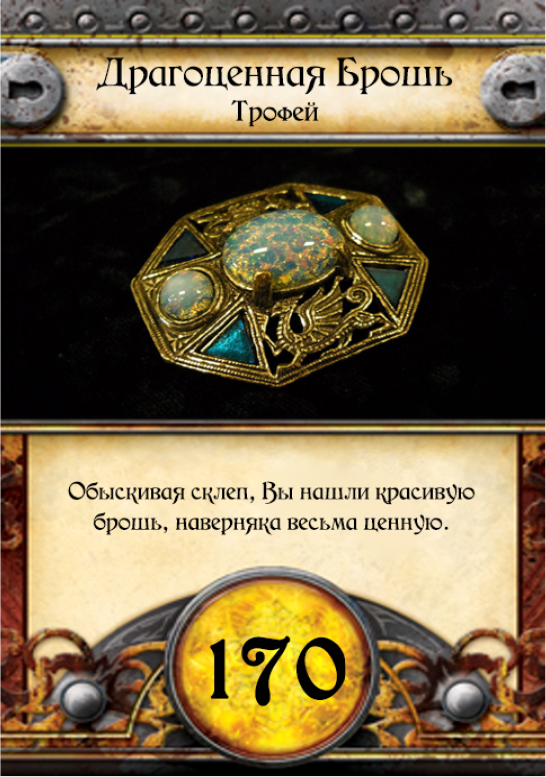 Драгоценная Брошь
Трофей
Обыскивая склеп, Вы нашли красивую
брошь, наверняка весьма ценную.
170